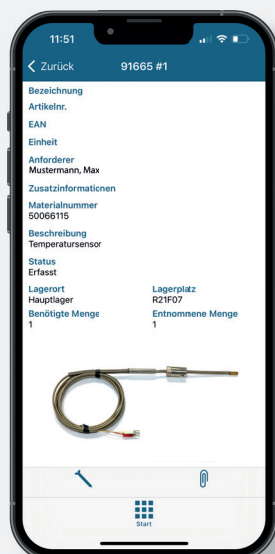 11:51
Zurück
91665 #1
Bezeichnung
Artikelnr.
EAN
Einheit
Anforderer
Mustermann, Max
Zusatzinformationen
Materialnummer
50066115
Beschreibung
Temperatursensor
Status
Erfasst
Lagerort Lagerplatz
Hauptlager R21F07
Benötigte Menge Entnommene Menge
1 1
Start